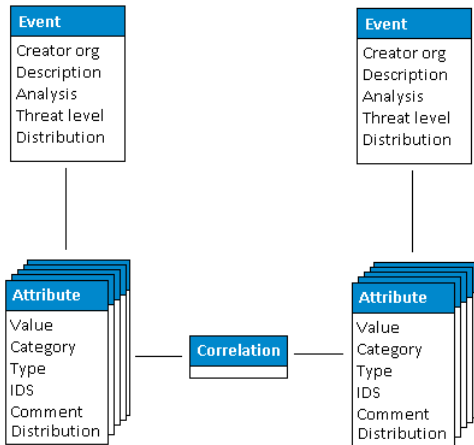 Event
Creator org
Description
Analysis
Threat level
Distribution
Event
Creator org
Description
Analysis
Threat level
Distribution
Attribute
Value
Category
Type
IDS
Comment
Distribution
Correlation
Attribute
Value
Category
Type
IDS
Comment
Distribution